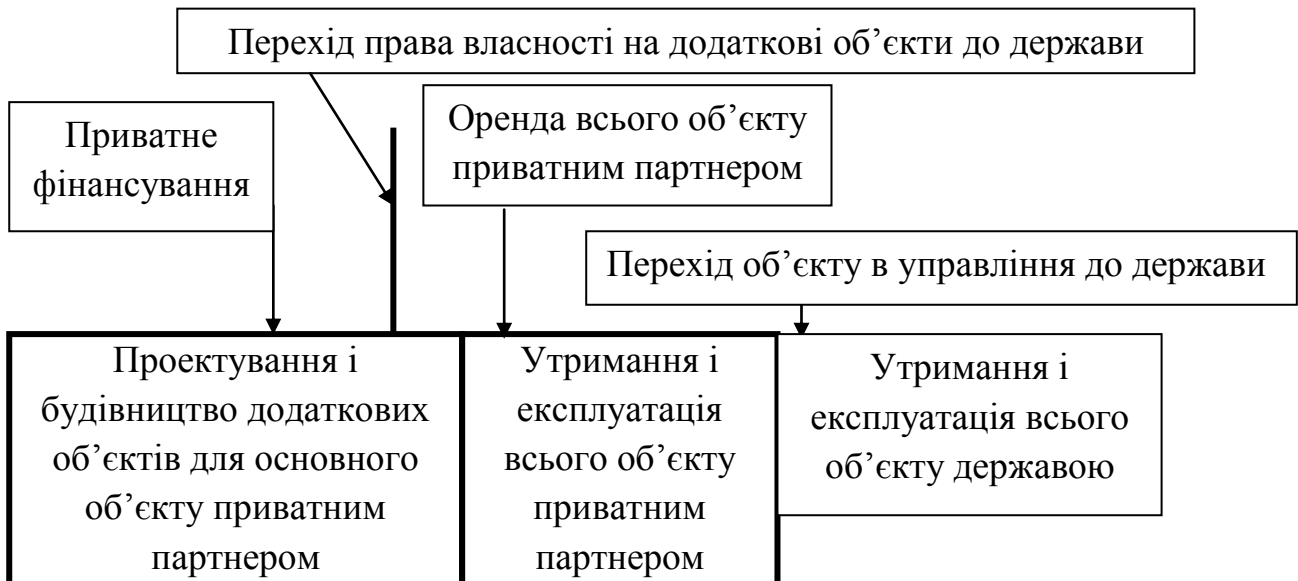 Перехід права власності на додаткові об’єкти до держави
Приватне
фінансування
Оренда всього об’єкту
приватним партнером
Перехід об’єкту в управління до держави
Проектування і
будівництво додаткових
об’єктів для основного
об’єкту приватним
партнером
Утримання і
експлуатація
всього об’єкту
приватним
партнером
Утримання і
експлуатація всього
об’єкту державою